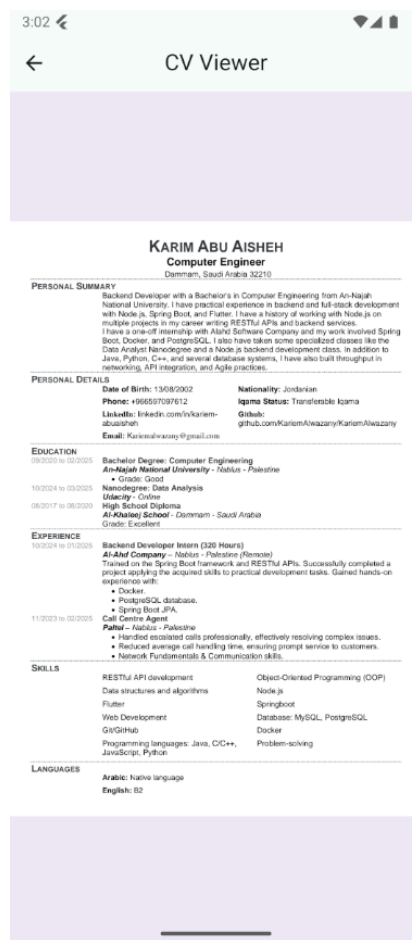 3:02
CV Viewer
KARIM ABU AISHEH
Computer Engineer
Dammam, Saudi Arabia 32210
PERSONAL SUMMARY
Backend Developer with a Bachelor's in Computer Engineering from An-Najah
National University. I have practical experience in backend and full-stack development
with Node.js, Spring Boot, and Flutter. I have a history of working with Node.js on
multiple projects in my career writing RESTful APIs and backend services.
I have a one-off internship with Alahd Software Company and my work involved Spring
Boot, Docker, and PostgreSQL. I also have taken some specialized classes like the
Data Analyst Nanodegree and a Node.js backend development class. In addition to
Java, Python, C++, and several database systems, I have also built throughput in
networking, API integration, and Agile practices.
PERSONAL DETAILS
Date of Birth: 13/08/2002 Nationality: Jordanian
Phone: +966597097612 Iqama Status: Transferable Iqama
LinkedIn: linkedin.com/in/kariem- Github:
abuaisheh github.com/KariemAlwazany/KariemAlwazany
Email: Kariemalwazany@gmail.com
EDUCATION
09/2020 to 02/2025 Bachelor Degree: Computer Engineering
An-Najah National University - Nablus - Palestine
• Grade: Good
10/2024 to 03/2025 Nanodegree: Data Analysis
Udacity - Online
08/2017 to 06/2020 High School Diploma
Al-Khaleej School - Dammam - Saudi Arabia
Grade: Excellent
EXPERIENCE
10/2024 to 01/2025 Backend Developer Intern (320 Hours)
Al-Ahd Company – Nablus - Palestine (Remote)
Trained on the Spring Boot framework and RESTful APIs. Successfully completed a
project applying the acquired skills to practical development tasks. Gained hands-on
experience with:
• Docker.
• PostgreSQL database.
• Spring Boot JPA.
11/2023 to 02/2025 Call Centre Agent
Paltel – Nablus - Palestine
• Handled escalated calls professionally, effectively resolving complex issues.
• Reduced average call handling time, ensuring prompt service to customers.
• Network Fundamentals & Communication skills.
SKILLS
RESTful API development Object-Oriented Programming (OOP)
Data structures and algorithms Node.js
Flutter Springboot
Web Development Database: MySQL, PostgreSQL
Git/GitHub Docker
Programming languages: Java, C/C++, Problem-solving
JavaScript, Python
LANGUAGES
Arabic: Native language
English: B2